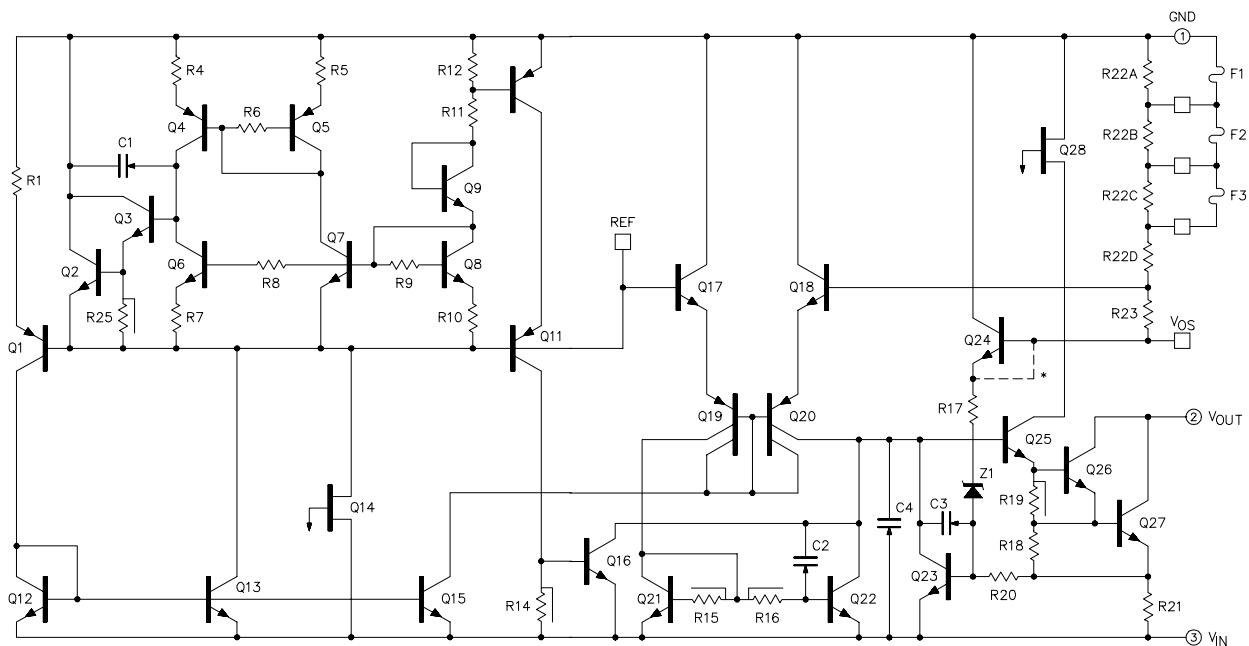 GND
1
R4
R5
R12
R22A
F1
R11
R6
Q4
Q5
C1
R22B
F2
Q28
R1
Q9
R22C
F3
Q3
REF
Q7
Q2
Q6
R8
R9
Q8
R22D
Q17
Q18
R25
R7
R10
R23
VOS
Q1
Q11
Q24
*
R17
Q19
Q20
2 VOUT
Q25
Q26
Z1
R19
Q14
C3
C4
Q27
Q16
C2
R18
Q12
Q13
Q15
R14
Q21
R15
R16
Q22
Q23
R20
R21
3 VIN